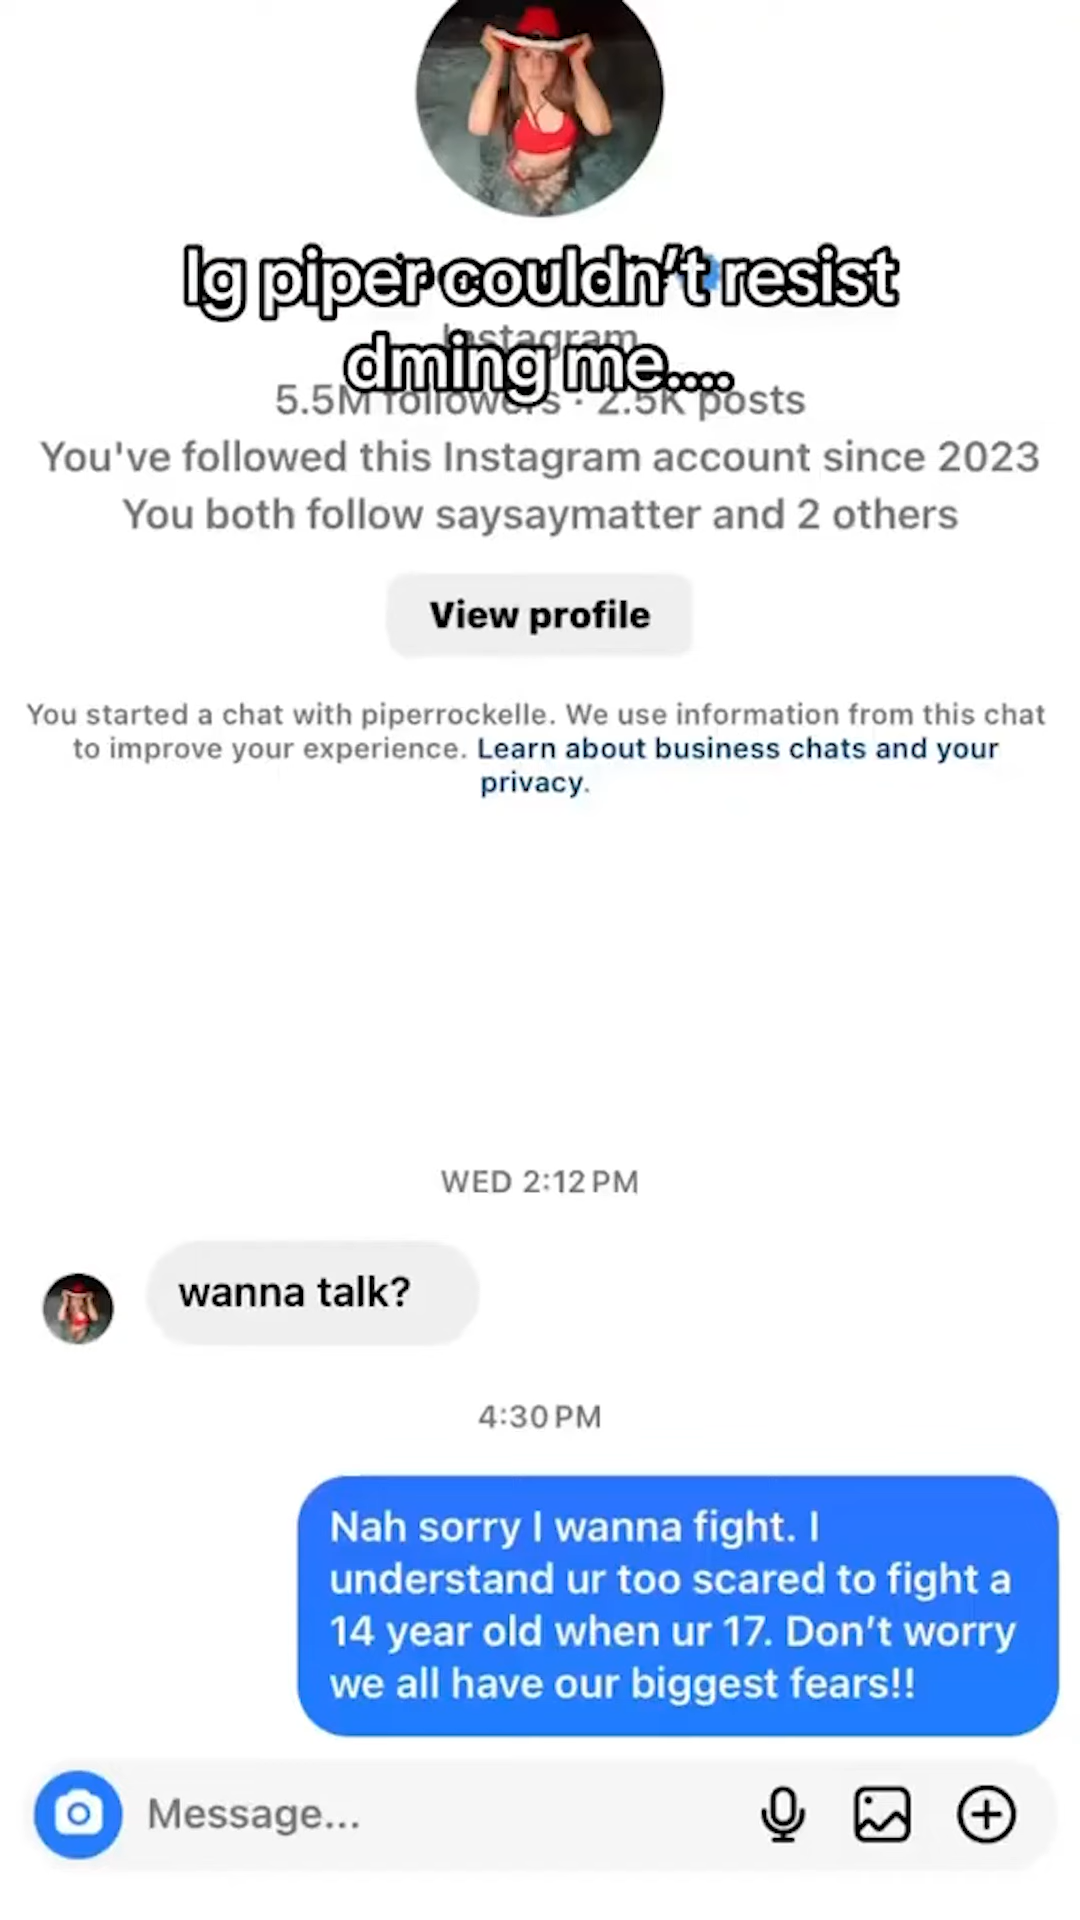 Ig piper couldn't resist
dming me....
Instagram
5.5M followers · 2.5K posts
You've followed this Instagram account since 2023
You both follow saysaymatter and 2 others
View profile
You started a chat with piperrockelle. We use information from this chat
to improve your experience. Learn about business chats and your
privacy.
WED 2:12 PM
wanna talk?
4:30 PM
Nah sorry I wanna fight. I
understand ur too scared to fight a
14 year old when ur 17. Don't worry
we all have our biggest fears!!
Message...